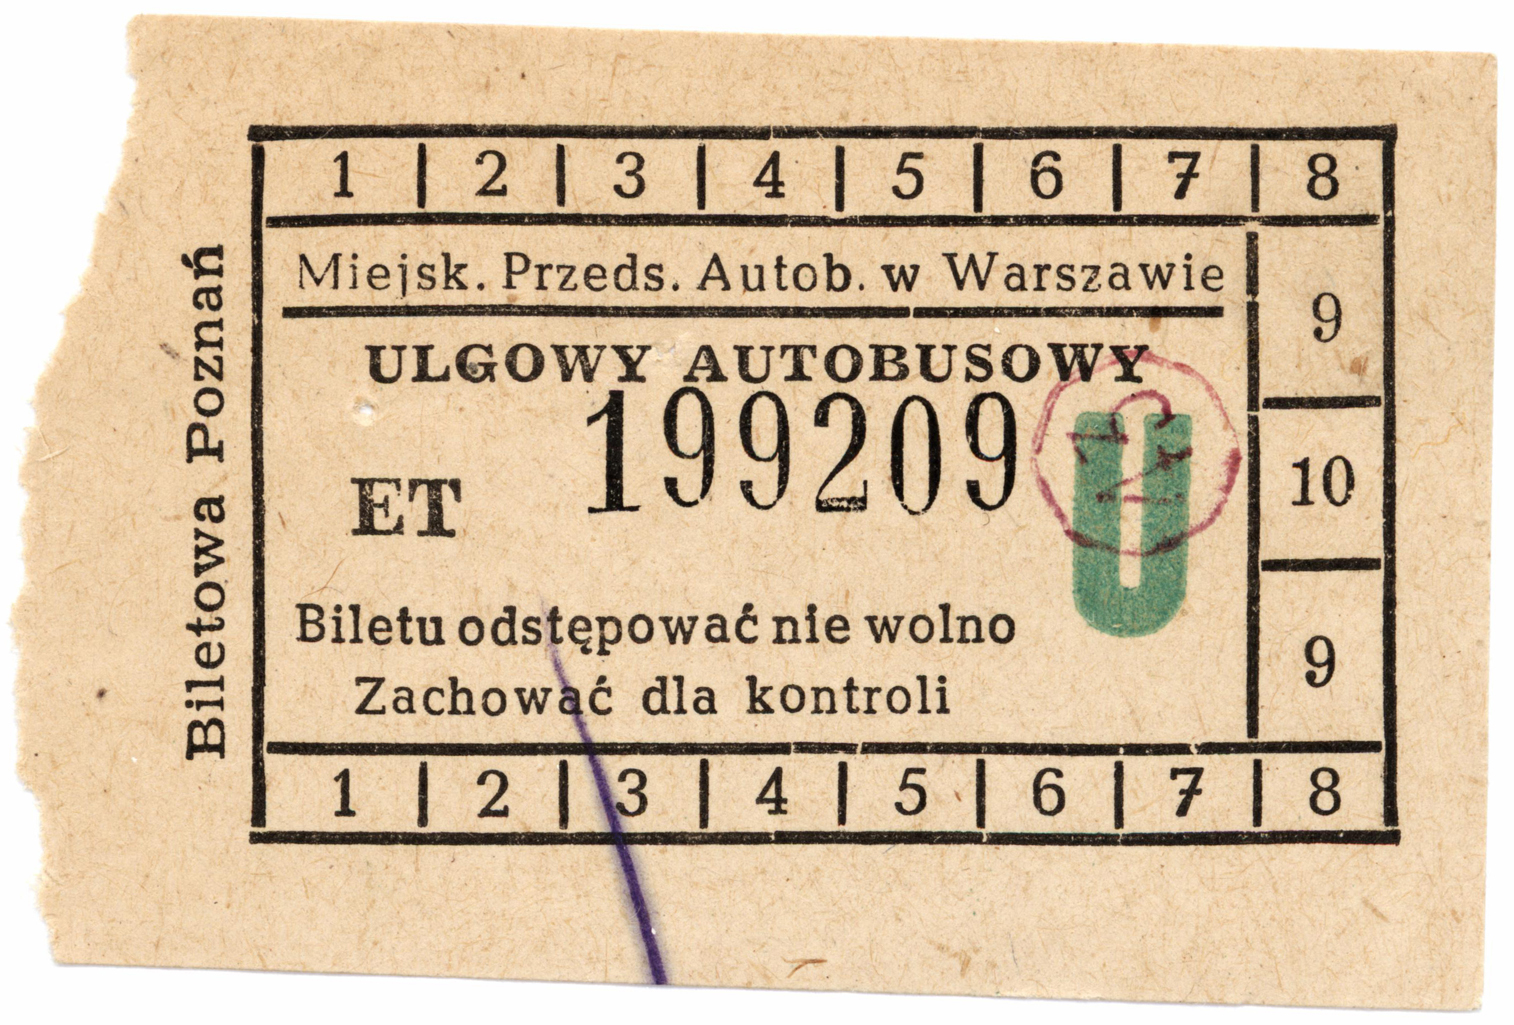 1 2 3 4 5 6 7 8
Miejsk. Przeds. Autob. w Warszawie
9
ULGOWY AUTOBUSOWY
ET 199209
U
10
Biletu odstępować nie wolno
Zachować dla kontroli
9
1 2 3 4 5 6 7 8
Biletowa Poznań